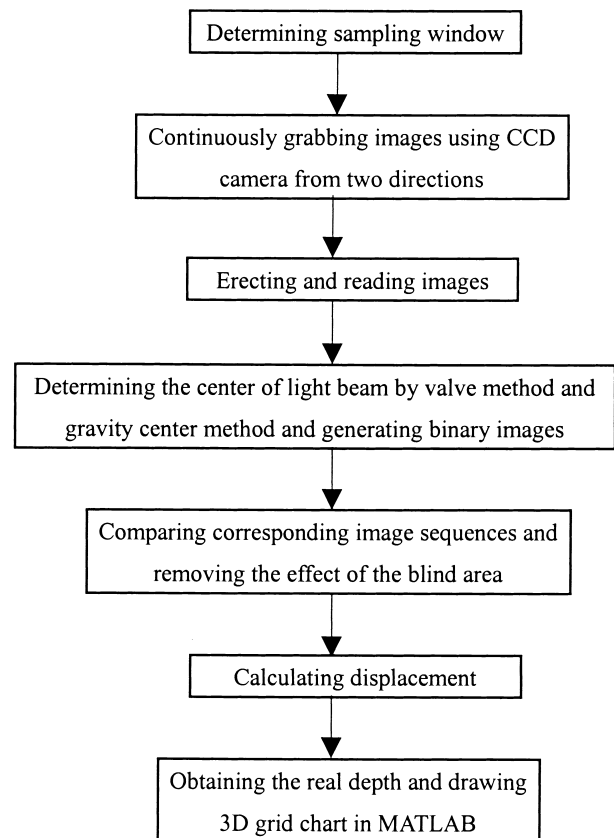 Determining sampling window
Continuously grabbing images using CCD
camera from two directions
Erecting and reading images
Determining the center of light beam by valve method and
gravity center method and generating binary images
Comparing corresponding image sequences and
removing the effect of the blind area
Calculating displacement
Obtaining the real depth and drawing
3D grid chart in MATLAB